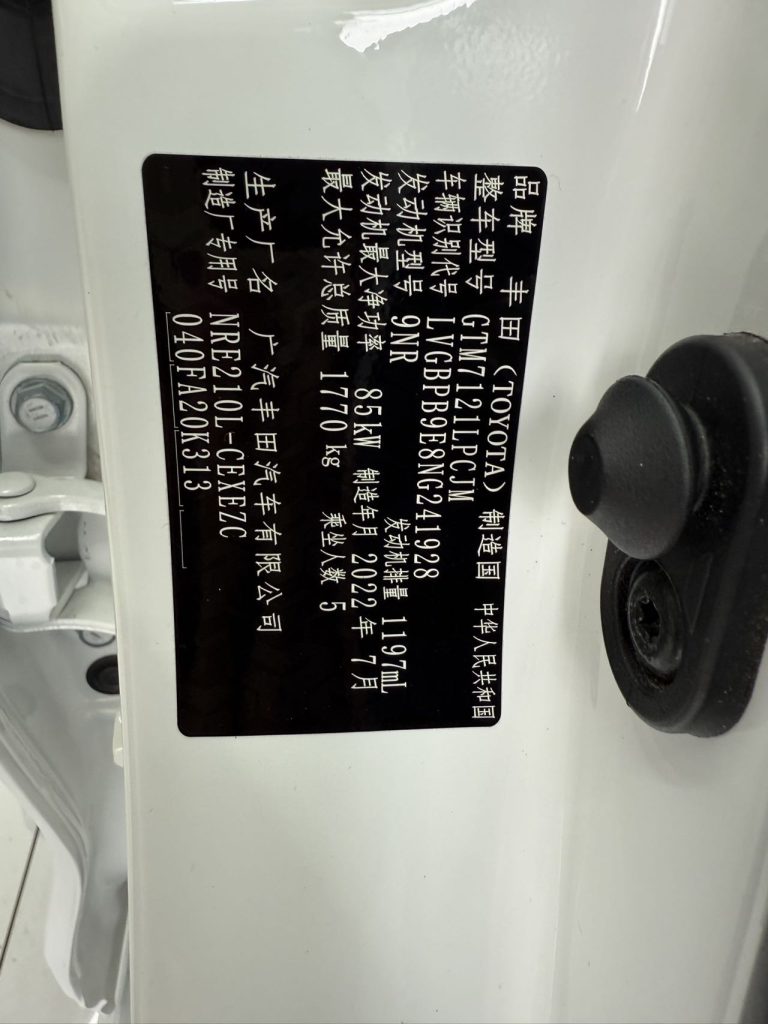 品牌 丰田（TOYOTA） 制造国 中华人民共和国
整车型号 GTM7121LPCJM
车辆识别代号 LVGBPB9E8NG241928
发动机型号 9NR 发动机排量 1197mL
发动机最大净功率 85kW 制造年月 2022年7月
最大允许总质量 1770kg 乘坐人数 5
生产厂名 广汽丰田汽车有限公司
制造厂专用号 NRE210L-CEXEZC
040FA20K313